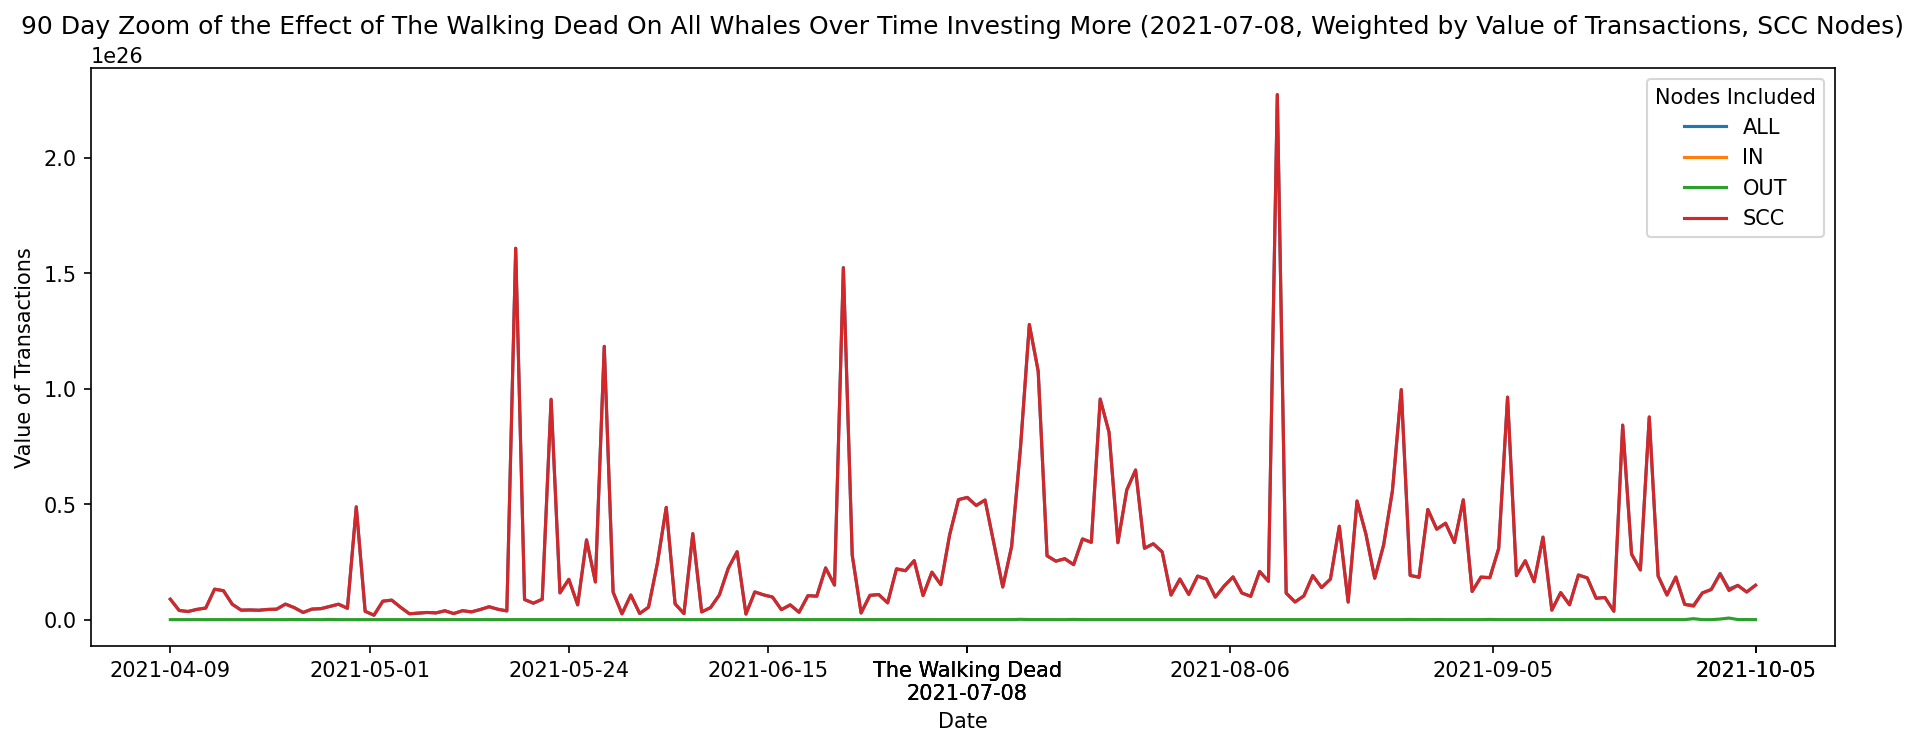 90 Day Zoom of the Effect of The Walking Dead On All Whales Over Time Investing More (2021-07-08, Weighted by Value of Transactions, SCC Nodes)
1e26
Nodes Included
ALL
IN
OUT
SCC
2.0
1.5
1.0
0.5
0.0
Value of Transactions
2021-04-09 2021-05-01 2021-05-24 2021-06-15 The Walking Dead 2021-08-06 2021-09-05 2021-10-05
2021-07-08
Date